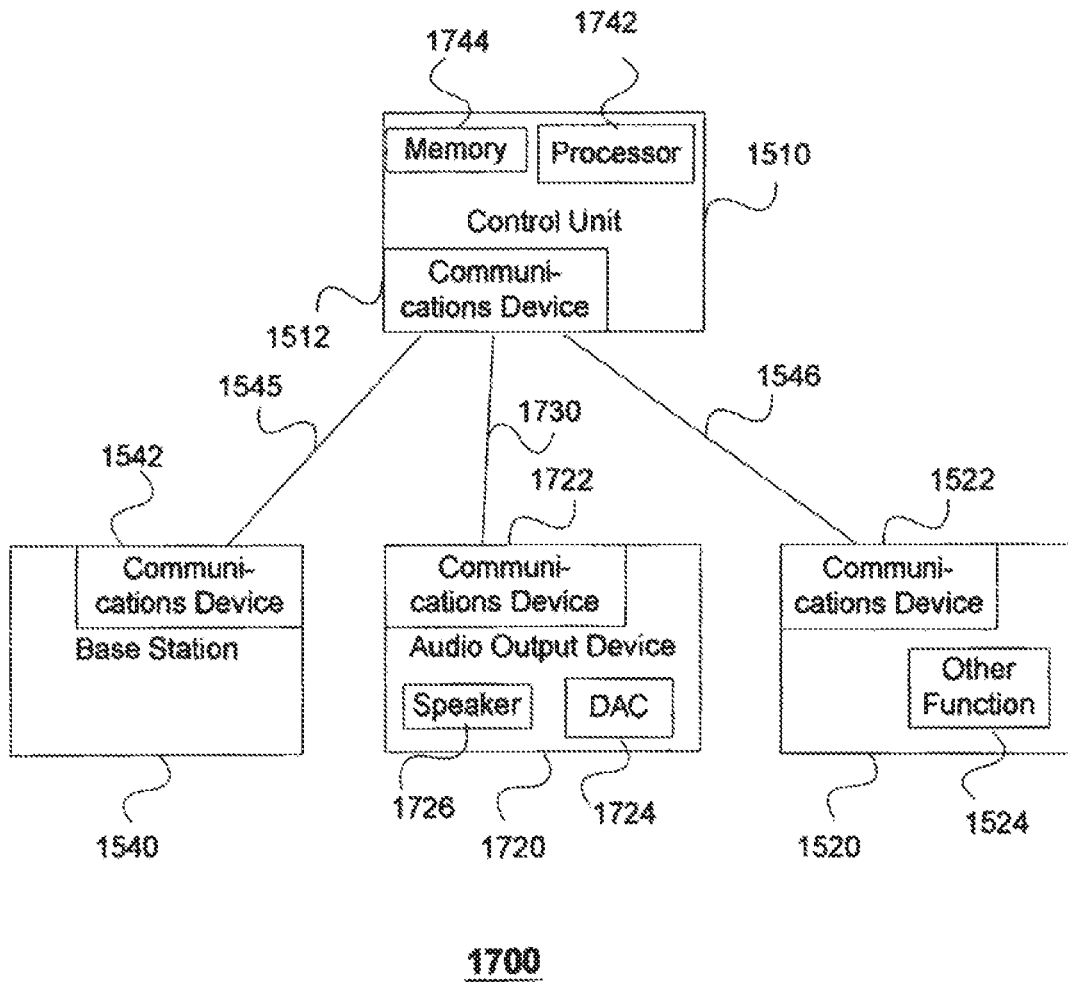 1744
1742
Memory
Processor
1510
Control Unit
Communi-
cations Device
1512
1545
1730
1546
1542
1722
1522
Communi-
cations Device
Base Station
Communi-
cations Device
Audio Output Device
Speaker
DAC
Communi-
cations Device
Other
Function
1540
1726
1720
1724
1520
1524
1700